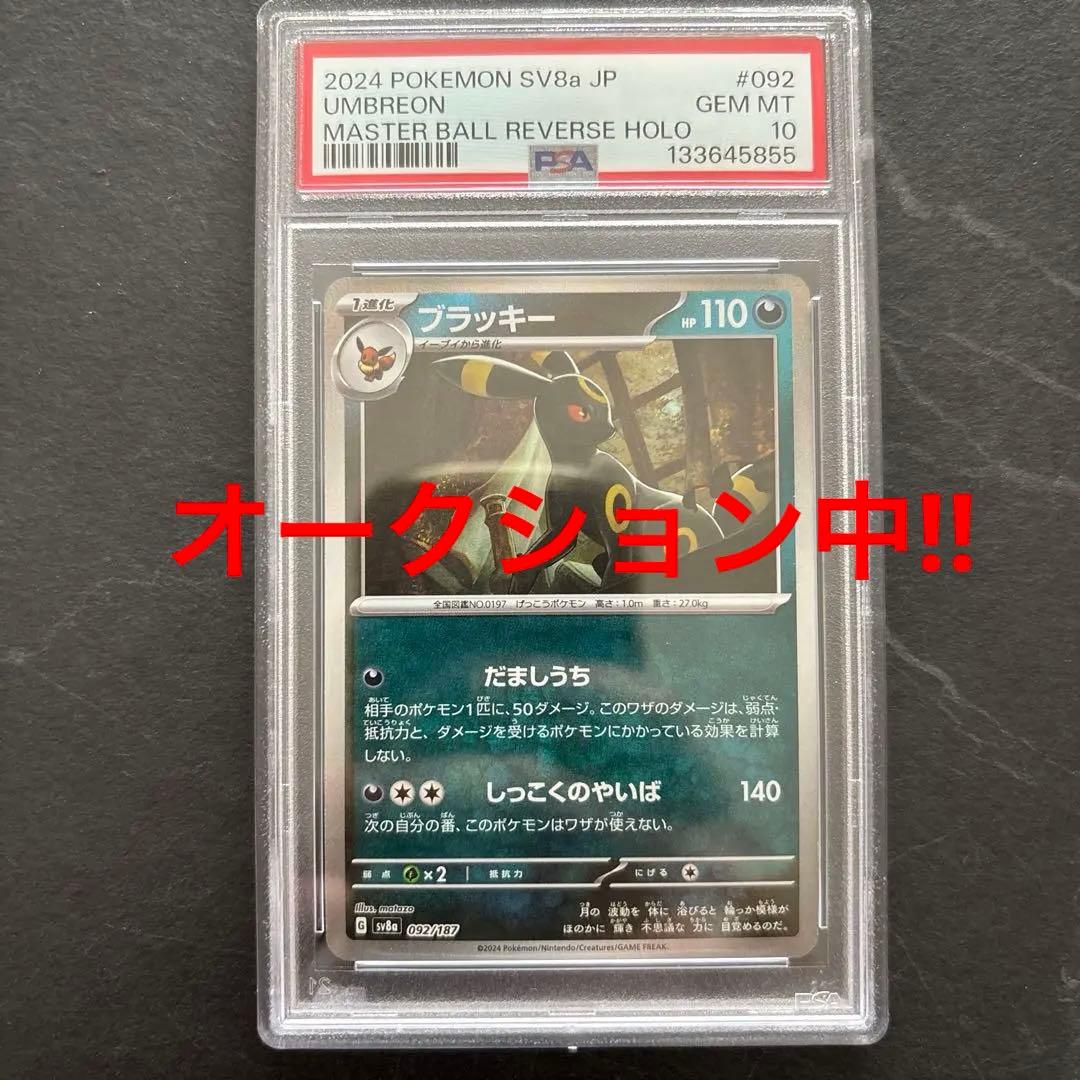 2024 POKEMON SV8a JP #092
UMBREON GEM MT
MASTER BALL REVERSE HOLO 10
PSA 133645855
1進化 ブラッキー HP 110
イーブイから進化
オークション中!!
全国図鑑NO.0197 げっこうポケモン 高さ:1.0m 重さ:27.0kg
だましうち
相手のポケモン1匹に、50ダメージ。このワザのダメージは、弱点・
抵抗力と、ダメージを受けるポケモンにかかっている効果を計算
しない。
しっこくのやいば 140
次の自分の番、このポケモンはワザが使えない。
弱点 ×2 抵抗力 にげる
Illus. matazo
月の 波動を 体に 浴びると 輪っか模様が
G sv8a 092/187 ほのかに 輝き 不思議な 力に 目覚めるのだ。
©2024 Pokémon/Nintendo/Creatures/GAME FREAK.
PSA